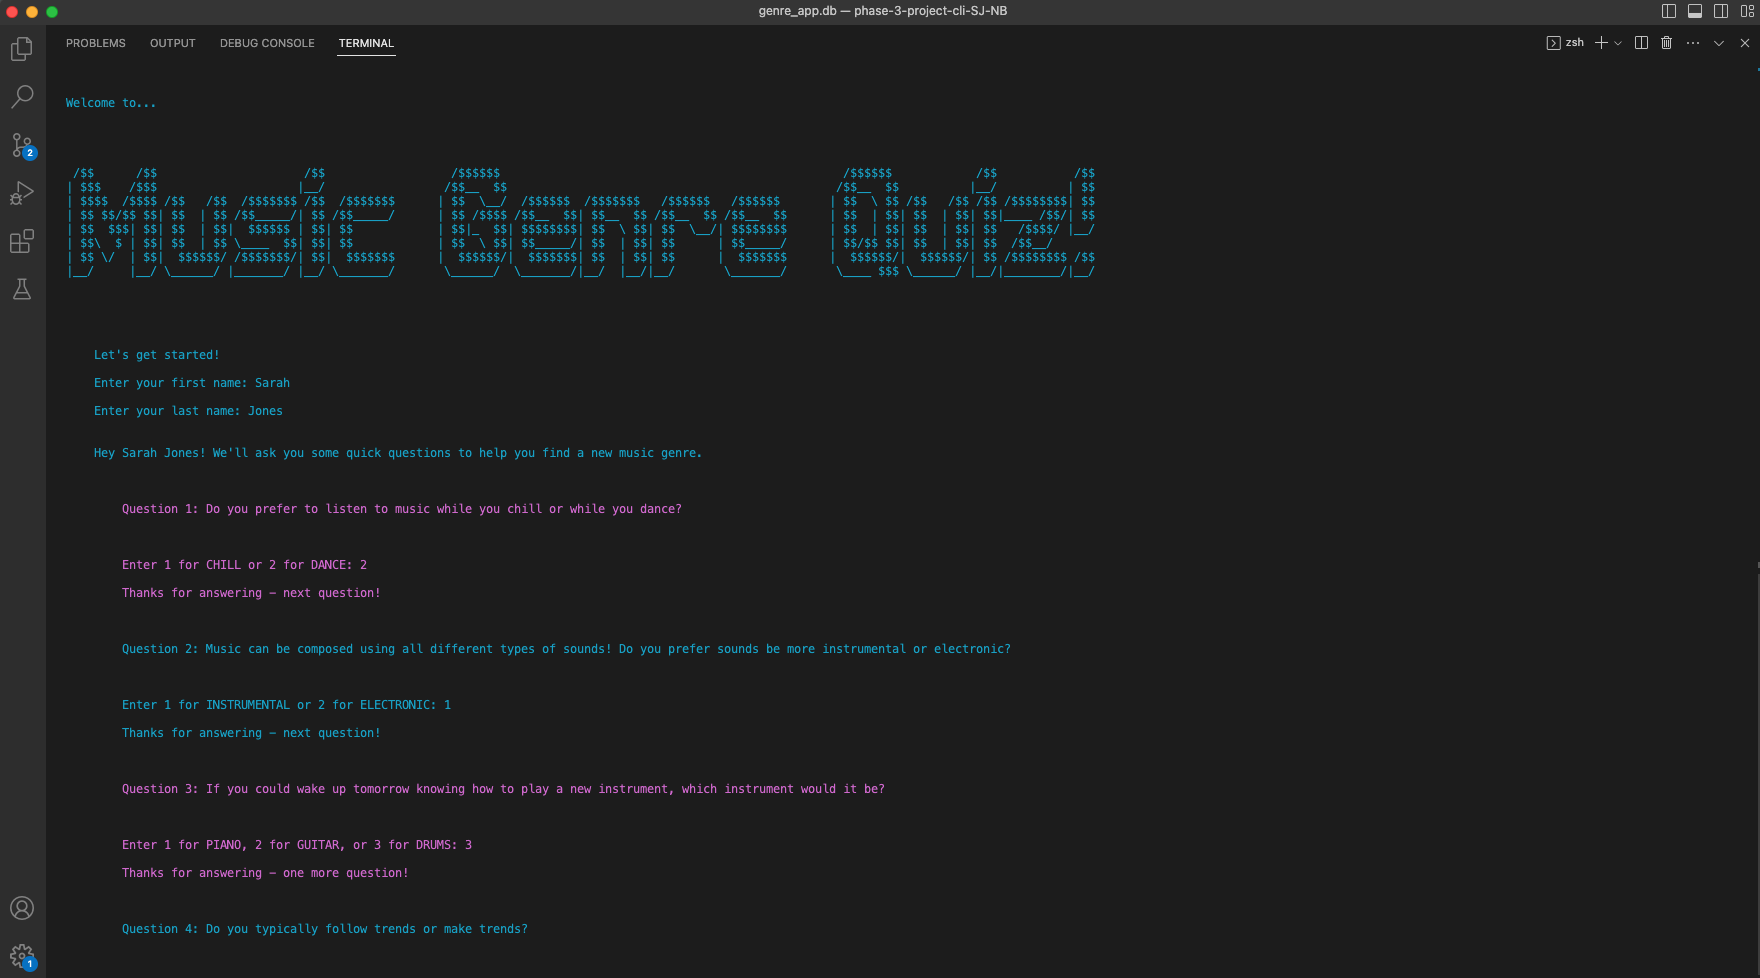 genre_app.db — phase-3-project-cli-SJ-NB
PROBLEMS OUTPUT DEBUG CONSOLE TERMINAL
zsh
2
Welcome to...
Music Genre Quiz!
Let's get started!
Enter your first name: Sarah
Enter your last name: Jones
Hey Sarah Jones! We'll ask you some quick questions to help you find a new music genre.
Question 1: Do you prefer to listen to music while you chill or while you dance?
Enter 1 for CHILL or 2 for DANCE: 2
Thanks for answering – next question!
Question 2: Music can be composed using all different types of sounds! Do you prefer sounds be more instrumental or electronic?
Enter 1 for INSTRUMENTAL or 2 for ELECTRONIC: 1
Thanks for answering – next question!
Question 3: If you could wake up tomorrow knowing how to play a new instrument, which instrument would it be?
Enter 1 for PIANO, 2 for GUITAR, or 3 for DRUMS: 3
Thanks for answering – one more question!
Question 4: Do you typically follow trends or make trends?
1